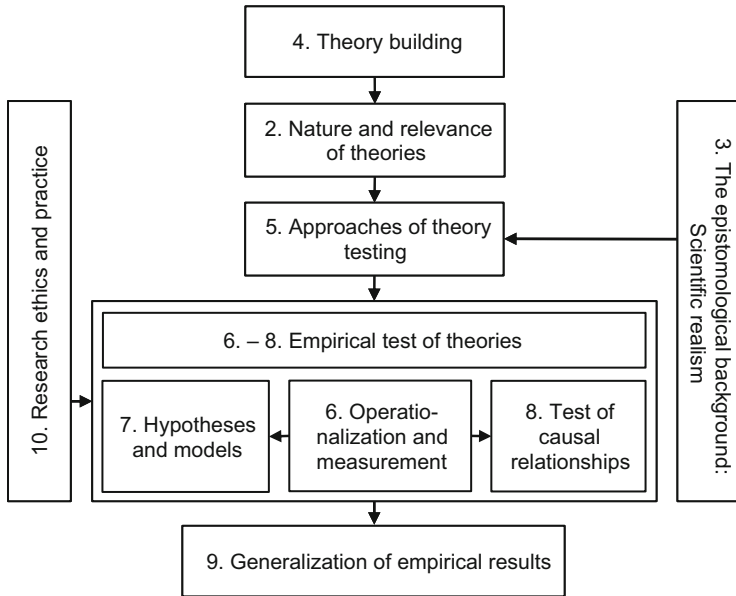 4. Theory building
2. Nature and relevance
of theories
5. Approaches of theory
testing
10. Research ethics and practice
3. The epistomological background:
Scientific realism
6. – 8. Empirical test of theories
7. Hypotheses
and models
6. Operatio-
nalization and
measurement
8. Test of
causal
relationships
9. Generalization of empirical results